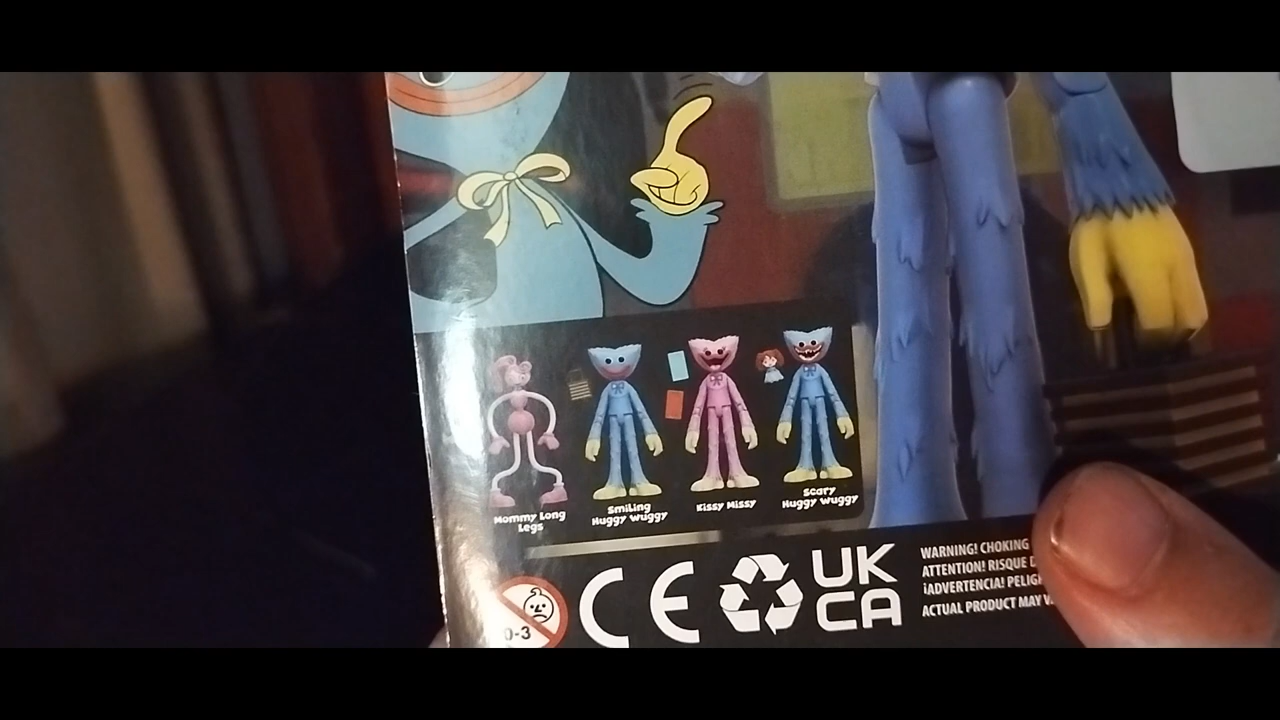 Mommy Long
Legs
Smiling
Huggy Wuggy
Kissy Missy
Scary
Huggy Wuggy
0-3
CE
UK
CA
WARNING! CHOKING
ATTENTION! RISQUE
¡ADVERTENCIA!
ACTUAL PRODUCT MAY